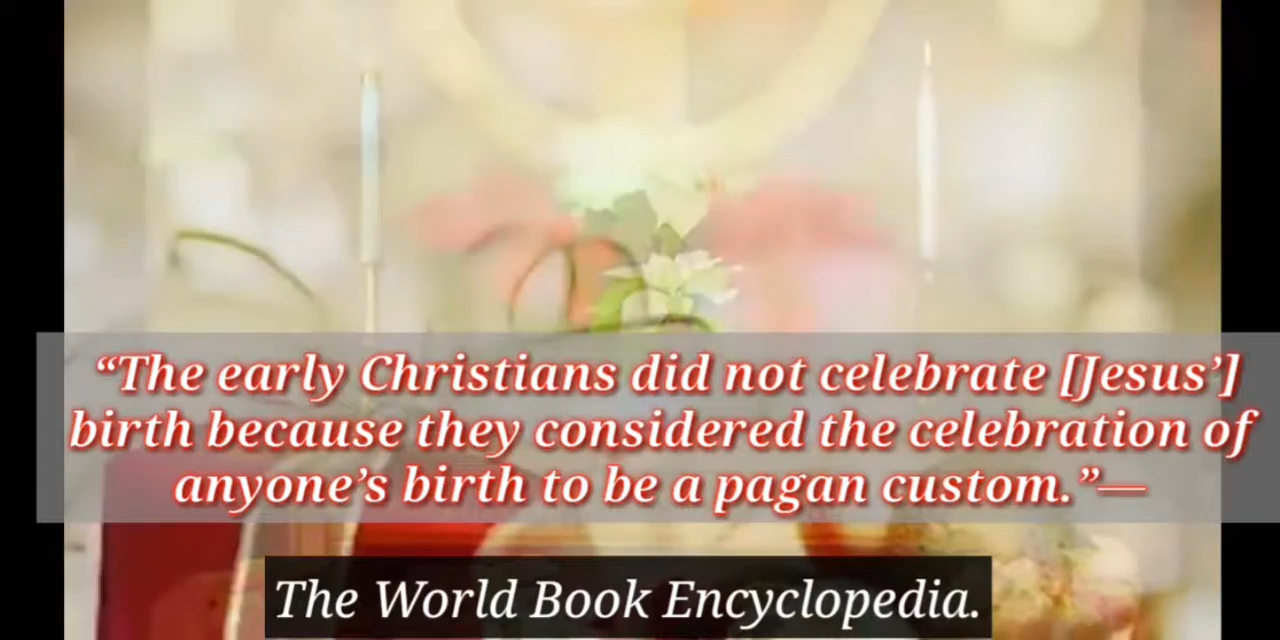 “The early Christians did not celebrate [Jesus’]
birth because they considered the celebration of
anyone’s birth to be a pagan custom.”—
The World Book Encyclopedia.